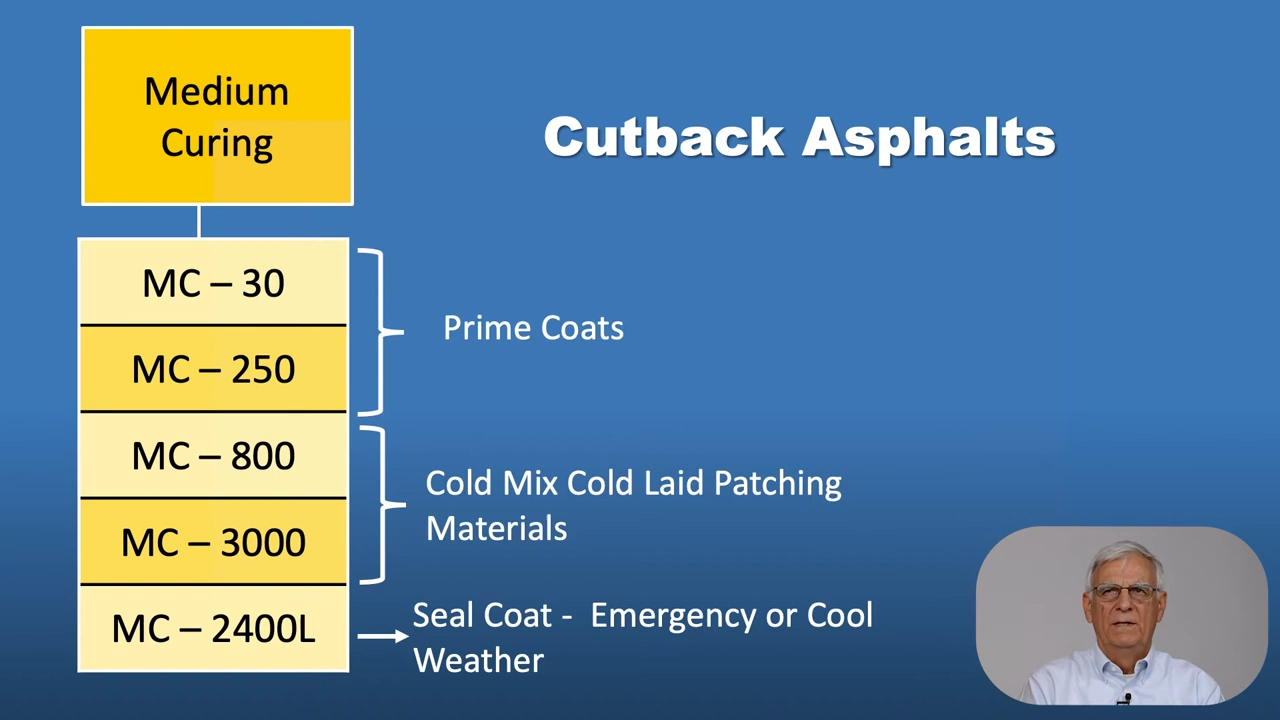 Medium
Curing
Cutback Asphalts
MC – 30
MC – 250
Prime Coats
MC – 800
MC – 3000
Cold Mix Cold Laid Patching
Materials
MC – 2400L
Seal Coat -  Emergency or Cool
Weather